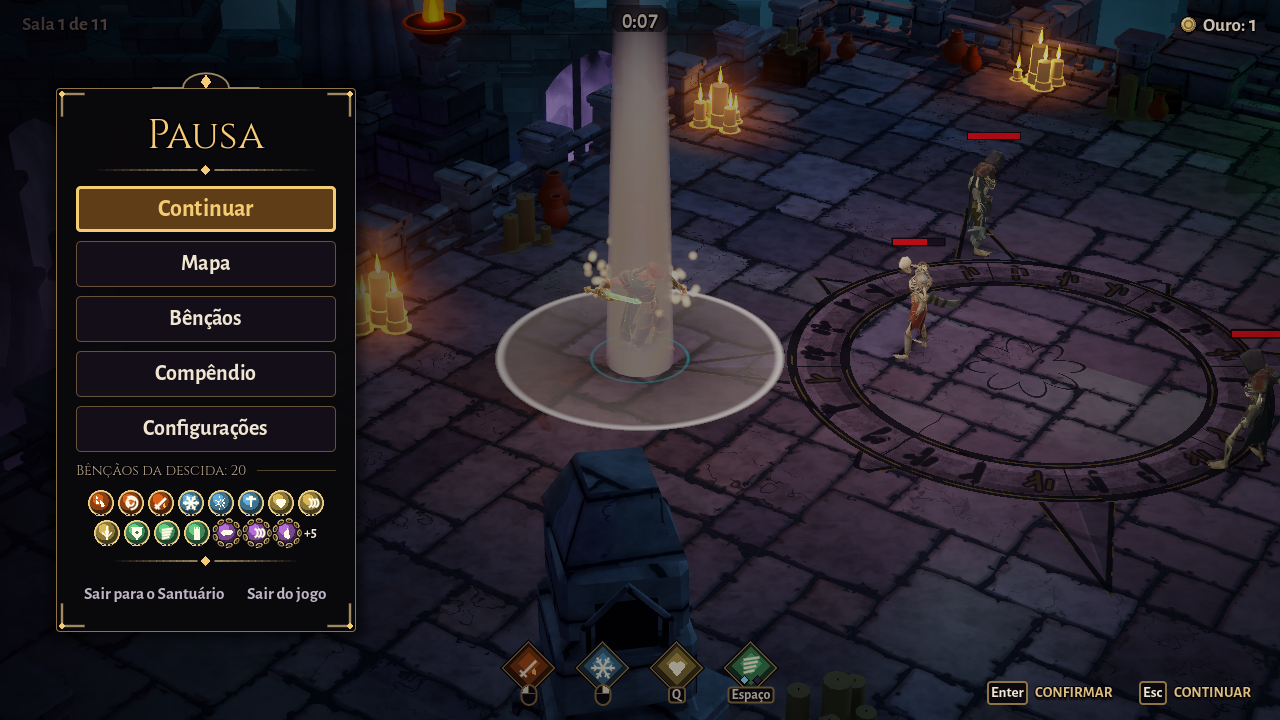 Sala 1 de 11
0:07
Ouro: 1
Pausa
Continuar
Mapa
Bênçãos
Compêndio
Configurações
Bênçãos da descida: 20
+5
Sair para o Santuário
Sair do jogo
Q
Espaço
Enter CONFIRMAR
Esc CONTINUAR